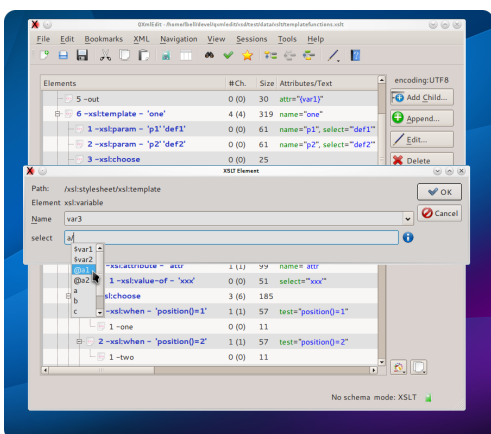 QXmlEdit - /home/lbell/devel/qxmledit/xsd/test/data/xslt/templatefunctions.xslt
File Edit Bookmarks XML Navigation View Sessions Tools Help
Elements #Ch. Size Attributes/Text
encoding:UTF8
5 -out 0 (0) 30 attr="{var1}"
Add Child...
6 -xsl:template - 'one' 4 (4) 319 name="one"
1 -xsl:param - 'p1' 'def1' 0 (0) 61 name="p1", select="'def1'"
Append...
2 -xsl:param - 'p2' 'def2' 0 (0) 61 name="p2", select="'def2'"
Edit...
3 -xsl:choose 0 (0) 25
Delete
XSLT Element
Path: /xsl:stylesheet/xsl:template
OK
Element xsl:variable
Cancel
Name var3
select a/
$var1
$var2
@a1
@a2
a
b
c
-xsl:attribute - 'attr' 1 (1) 99 name="attr"
1 -xsl:value-of - 'xxx' 0 (0) 51 select="'xxx'"
sl:choose 3 (6) 185
-xsl:when - 'position()=1' 1 (1) 57 test="position()=1"
1 -one 0 (0) 11
2 -xsl:when - 'position()=2' 1 (1) 57 test="position()=2"
1 -two 0 (0) 11
No schema mode: XSLT